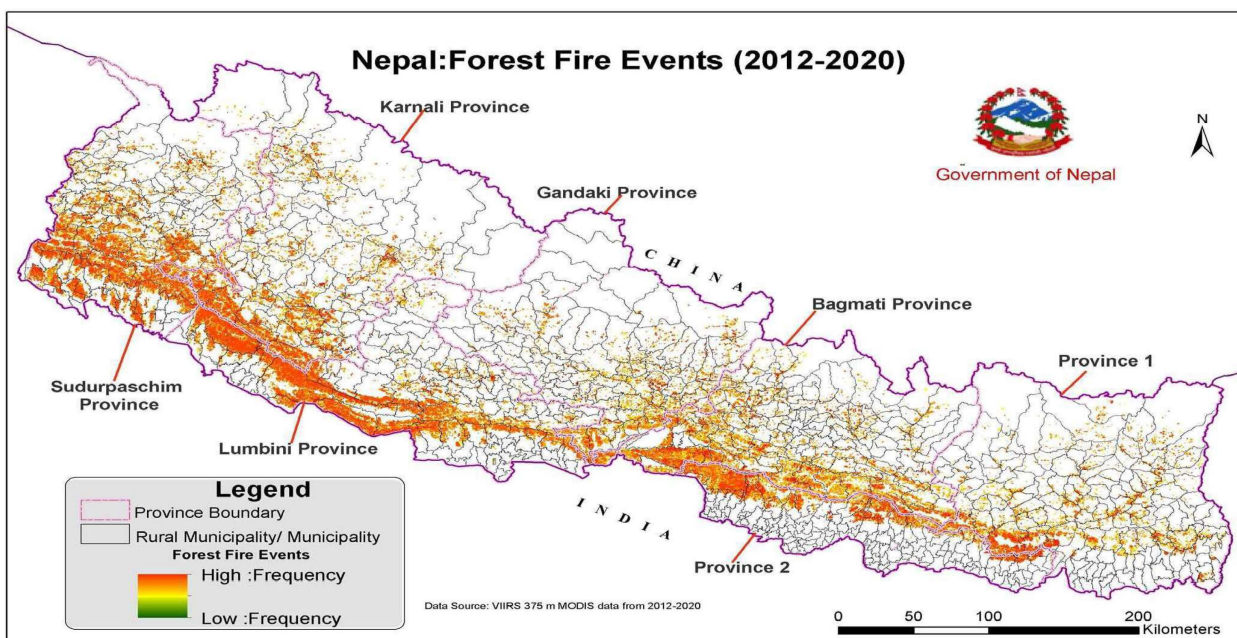 Nepal:Forest Fire Events (2012-2020)
Karnali Province
N
Government of Nepal
Gandaki Province
CHINA
Bagmati Province
Province 1
Sudurpaschim
Province
Lumbini Province
INDIA
Province 2
Legend
Province Boundary
Rural Municipality/ Municipality
Forest Fire Events
High :Frequency
Low :Frequency
Data Source: VIIRS 375 m MODIS data from 2012-2020
0 50 100 200
Kilometers